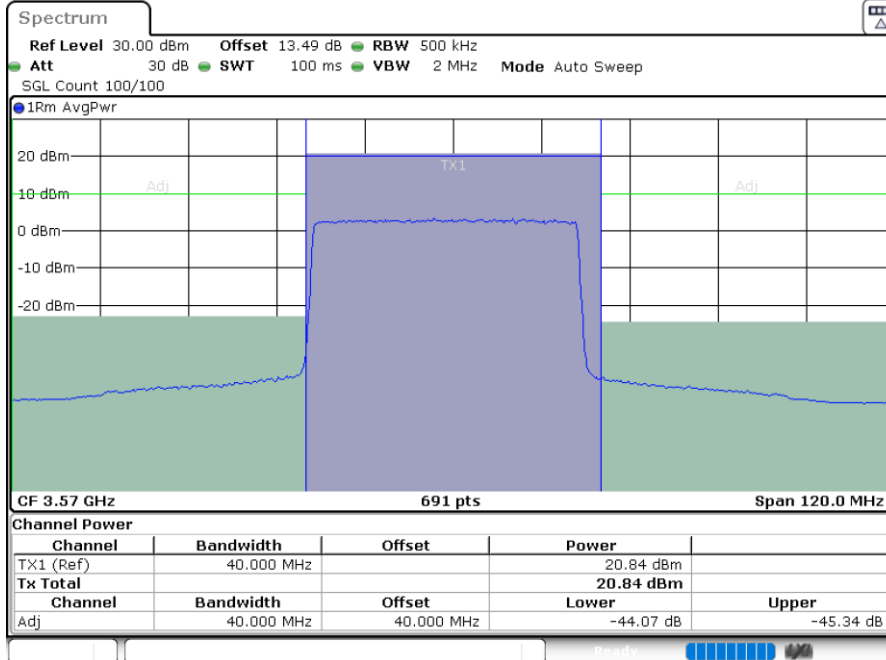 Spectrum
Ref Level 30.00 dBm Offset 13.49 dB RBW 500 kHz
Att 30 dB SWT 100 ms VBW 2 MHz Mode Auto Sweep
SGL Count 100/100
1Rm AvgPwr
20 dBm
TX1
Adj Adj
10 dBm
0 dBm
-10 dBm
-20 dBm
CF 3.57 GHz 691 pts Span 120.0 MHz
Channel Power
Channel Bandwidth Offset Power
TX1 (Ref) 40.000 MHz 20.84 dBm
Tx Total 20.84 dBm
Channel Bandwidth Offset Lower Upper
Adj 40.000 MHz 40.000 MHz -44.07 dB -45.34 dB
Ready